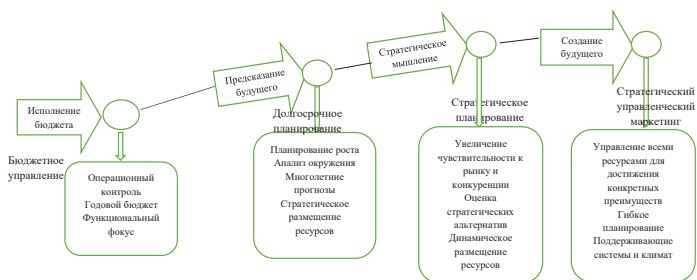 Исполнение
бюджета
Бюджетное
управление
Операционный
контроль
Годовой бюджет
Функциональный
фокус
Предсказание
будущего
Долгосрочное
планирование
Планирование роста
Анализ окружения
Многолетние
прогнозы
Стратегическое
размещение
ресурсов
Стратегическое
мышление
Стратегическое
планирование
Увеличение
чувствительности к
рынку и
конкуренции
Оценка
стратегических
альтернатив
Динамическое
размещение
ресурсов
Создание
будущего
Стратегический
управленческий
маркетинг
Управление всеми
ресурсами для
достижения
конкретных
преимуществ
Гибкое
планирование
Поддерживающие
системы и климат